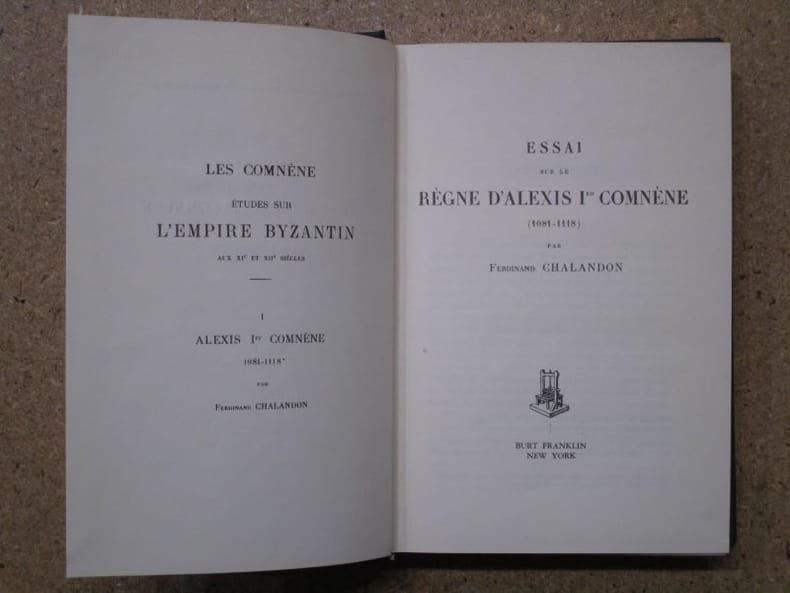 LES COMNÈNE
ÉTUDES SUR
L'EMPIRE BYZANTIN
AUX XIe ET XIIe SIÈCLES
I
ALEXIS Ier COMNÈNE
1081-1118
PAR
FERDINAND CHALANDON
ESSAI
SUR LE
RÈGNE D'ALEXIS Ier COMNÈNE
(1081-1118)
PAR
FERDINAND CHALANDON
BURT FRANKLIN
NEW YORK